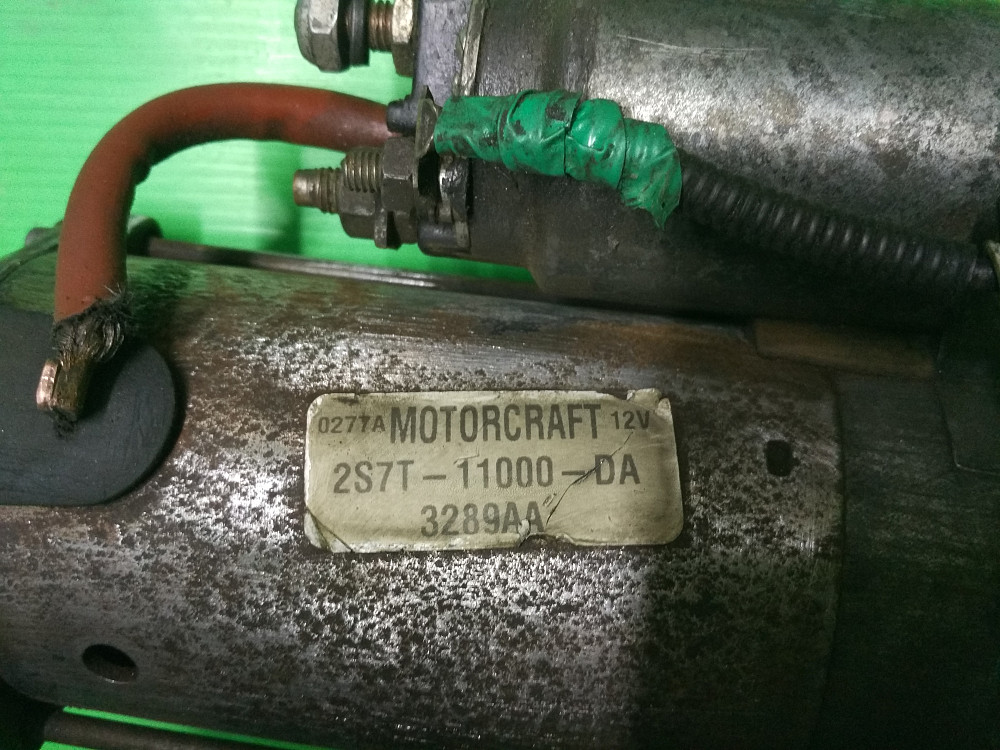 0277A MOTORCRAFT 12V
2S7T-11000-DA
3289AA